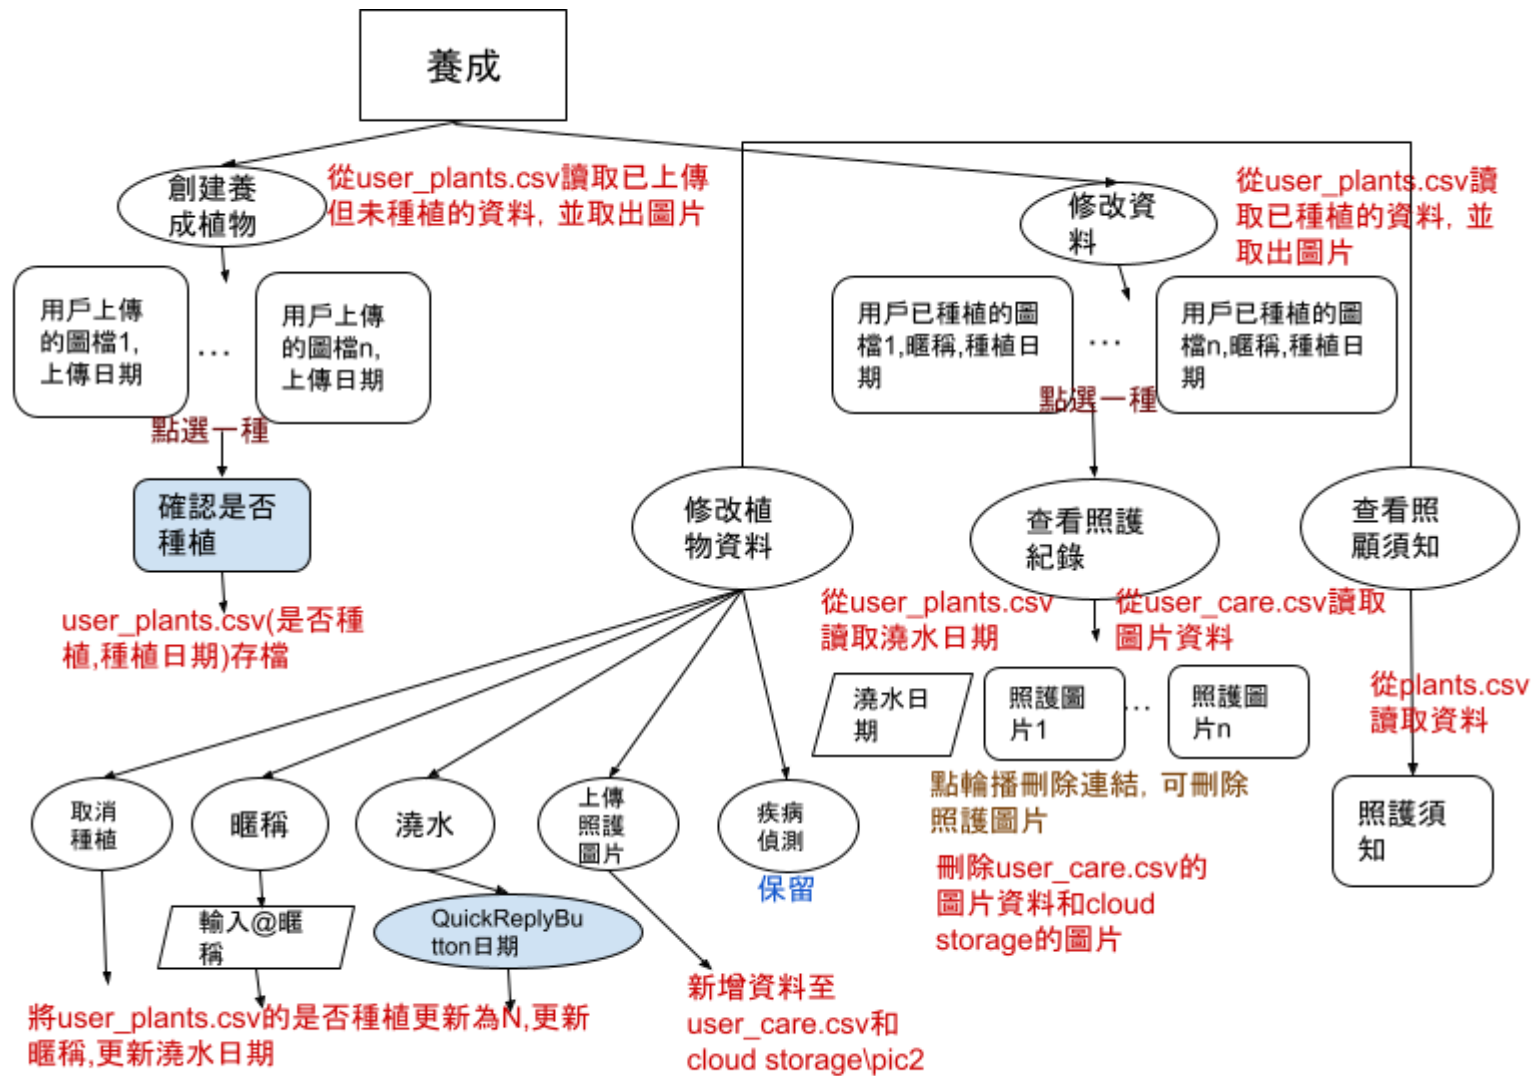 養成
創建養
成植物
從user_plants.csv讀取已上傳
但未種植的資料, 並取出圖片
修改資
料
從user_plants.csv讀
取已種植的資料, 並
取出圖片
用戶上傳
的圖檔1,
上傳日期
...
用戶上傳
的圖檔n,
上傳日期
點選一種
確認是否
種植
user_plants.csv(是否種
植,種植日期)存檔
用戶已種植的圖
檔1,暱稱,種植日
期
...
用戶已種植的圖
檔n,暱稱,種植日
期
點選一種
修改植
物資料
查看照護
紀錄
查看照
顧須知
從user_plants.csv
讀取澆水日期
從user_care.csv讀取
圖片資料
澆水日
期
照護圖
片1
...
照護圖
片n
點輪播刪除連結, 可刪除
照護圖片
刪除user_care.csv的
圖片資料和cloud
storage的圖片
從plants.csv
讀取資料
照護須
知
取消
種植
暱稱
澆水
上傳
照護
圖片
疾病
偵測
保留
輸入@暱
稱
QuickReplyBu
tton日期
將user_plants.csv的是否種植更新為N,更新
暱稱,更新澆水日期
新增資料至
user_care.csv和
cloud storage\pic2